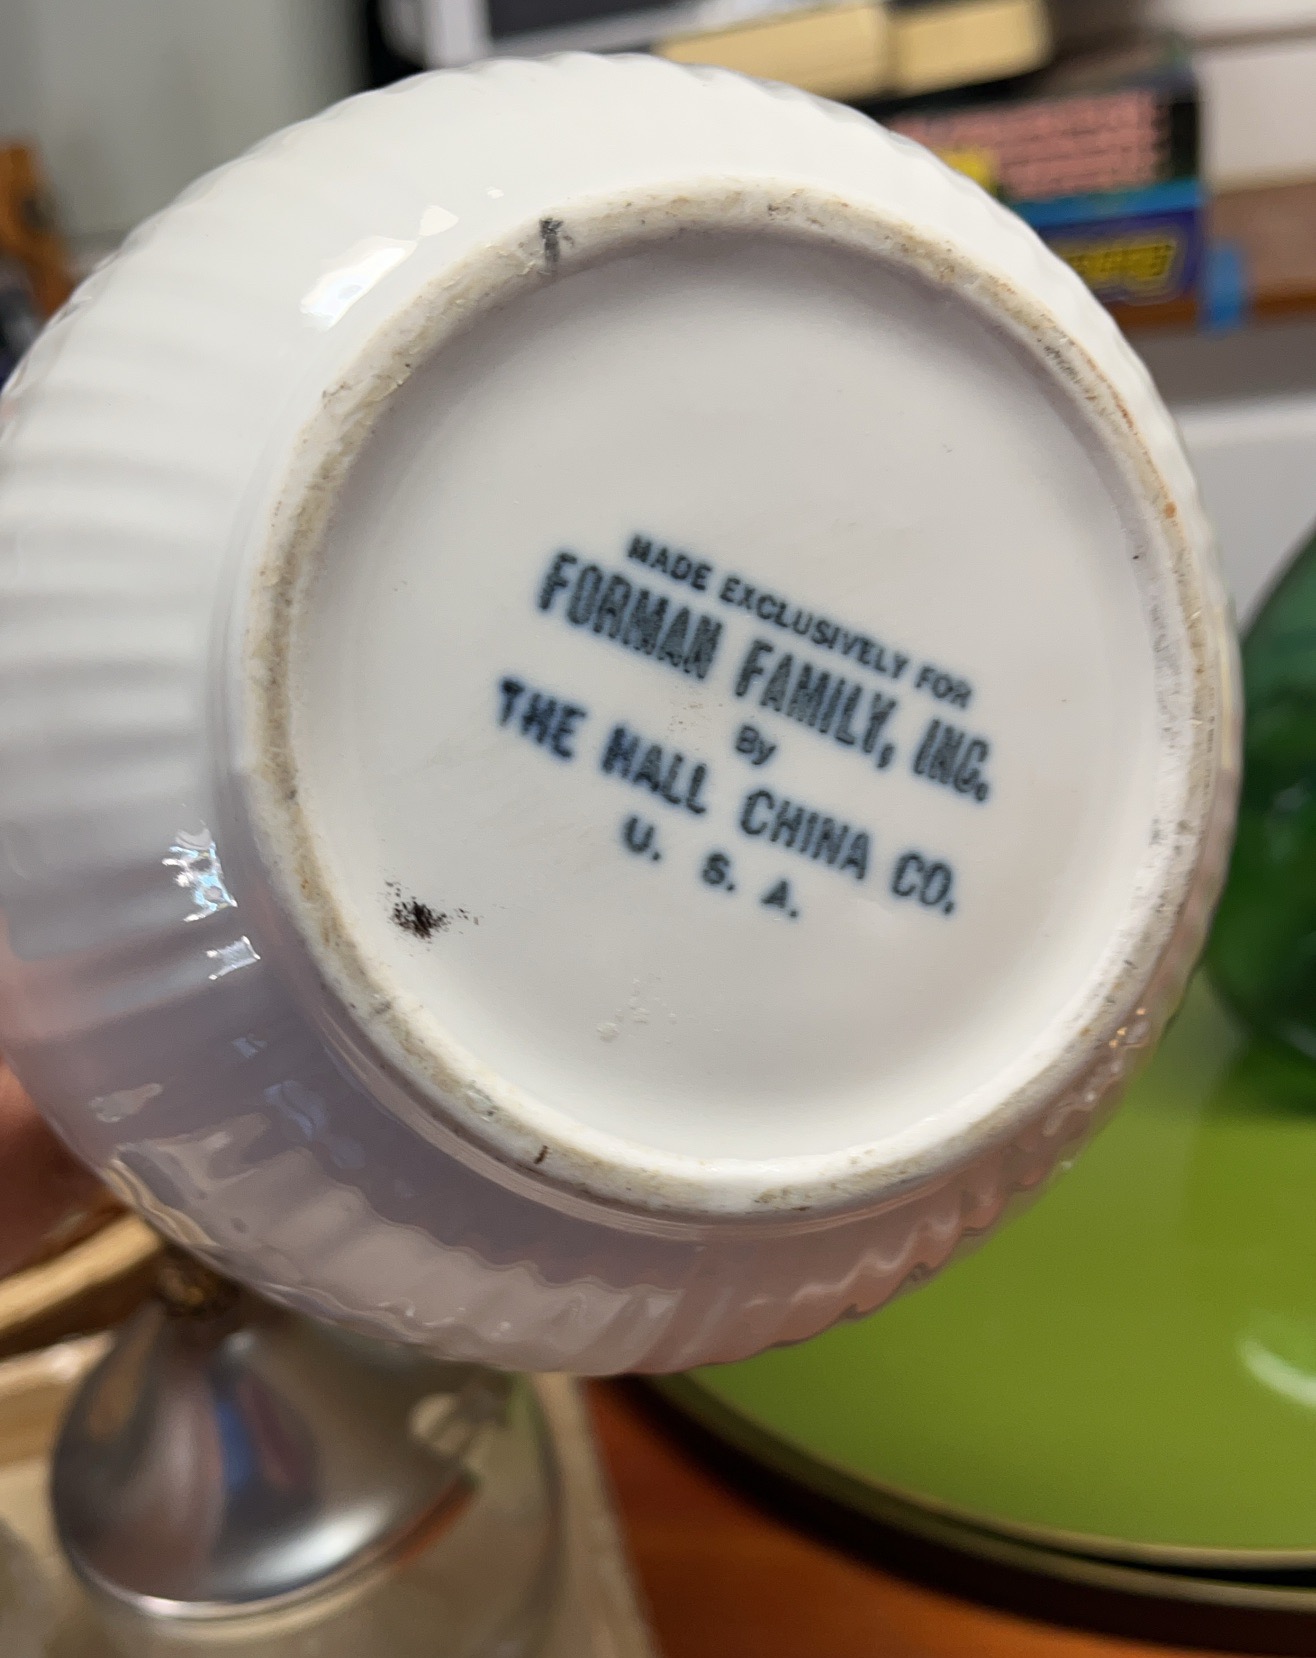 MADE EXCLUSIVELY FOR
FORMAN FAMILY, INC.
By
THE HALL CHINA CO.
U. S. A.